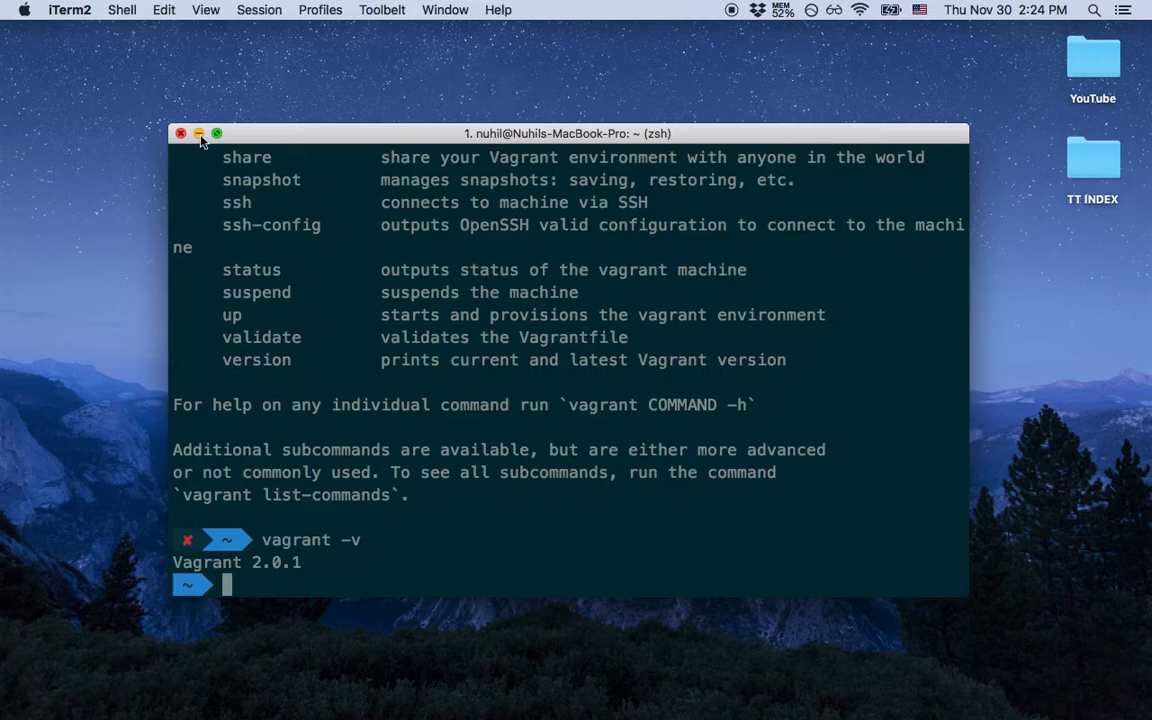 iTerm2 Shell Edit View Session Profiles Toolbelt Window Help MEM 52% Thu Nov 30 2:24 PM
YouTube
TT INDEX
1. nuhil@Nuhils-MacBook-Pro: ~ (zsh)
share share your Vagrant environment with anyone in the world
snapshot manages snapshots: saving, restoring, etc.
ssh connects to machine via SSH
ssh-config outputs OpenSSH valid configuration to connect to the machi
ne
status outputs status of the vagrant machine
suspend suspends the machine
up starts and provisions the vagrant environment
validate validates the Vagrantfile
version prints current and latest Vagrant version
For help on any individual command run `vagrant COMMAND -h`
Additional subcommands are available, but are either more advanced
or not commonly used. To see all subcommands, run the command
`vagrant list-commands`.
✘ ~ vagrant -v
Vagrant 2.0.1
~